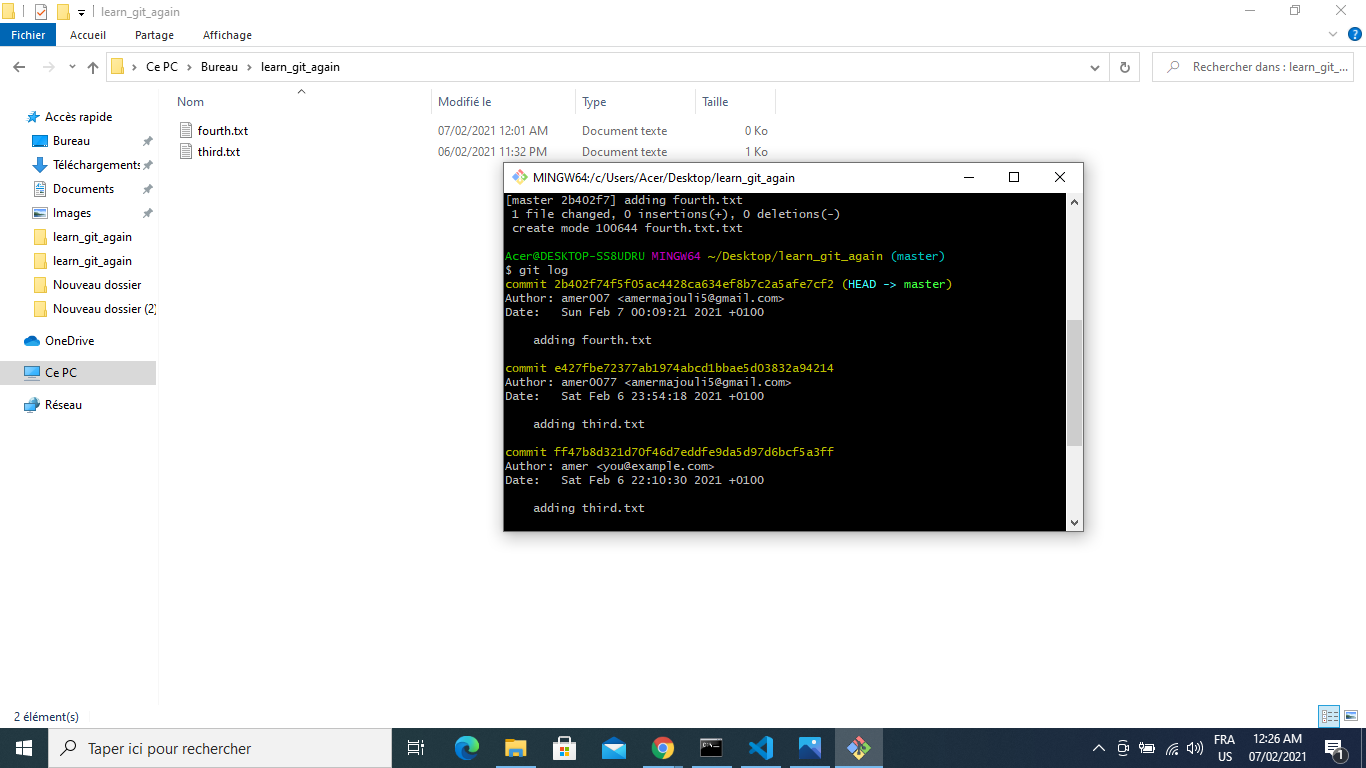 learn_git_again
Fichier Accueil Partage Affichage
Ce PC Bureau learn_git_again
Rechercher dans : learn_git_...
Nom Modifié le Type Taille
fourth.txt 07/02/2021 12:01 AM Document texte 0 Ko
third.txt 06/02/2021 11:32 PM Document texte 1 Ko
Accès rapide
Bureau
Téléchargements
Documents
Images
learn_git_again
learn_git_again
Nouveau dossier
Nouveau dossier (2)
OneDrive
Ce PC
Réseau
MINGW64:/c/Users/Acer/Desktop/learn_git_again
[master 2b402f7] adding fourth.txt
1 file changed, 0 insertions(+), 0 deletions(-)
create mode 100644 fourth.txt.txt
Acer@DESKTOP-SS8UDRU MINGW64 ~/Desktop/learn_git_again (master)
$ git log
commit 2b402f74f5f05ac4428ca634ef8b7c2a5afe7cf2 (HEAD -> master)
Author: amer007 <amermajouli5@gmail.com>
Date: Sun Feb 7 00:09:21 2021 +0100
adding fourth.txt
commit e427fbe72377ab1974abcd1bbae5d03832a94214
Author: amer0077 <amermajouli5@gmail.com>
Date: Sat Feb 6 23:54:18 2021 +0100
adding third.txt
commit ff47b8d321d70f46d7eddfe9da5d97d6bcf5a3ff
Author: amer <you@example.com>
Date: Sat Feb 6 22:10:30 2021 +0100
adding third.txt
2 élément(s)
Taper ici pour rechercher
FRA
US
12:26 AM
07/02/2021
1